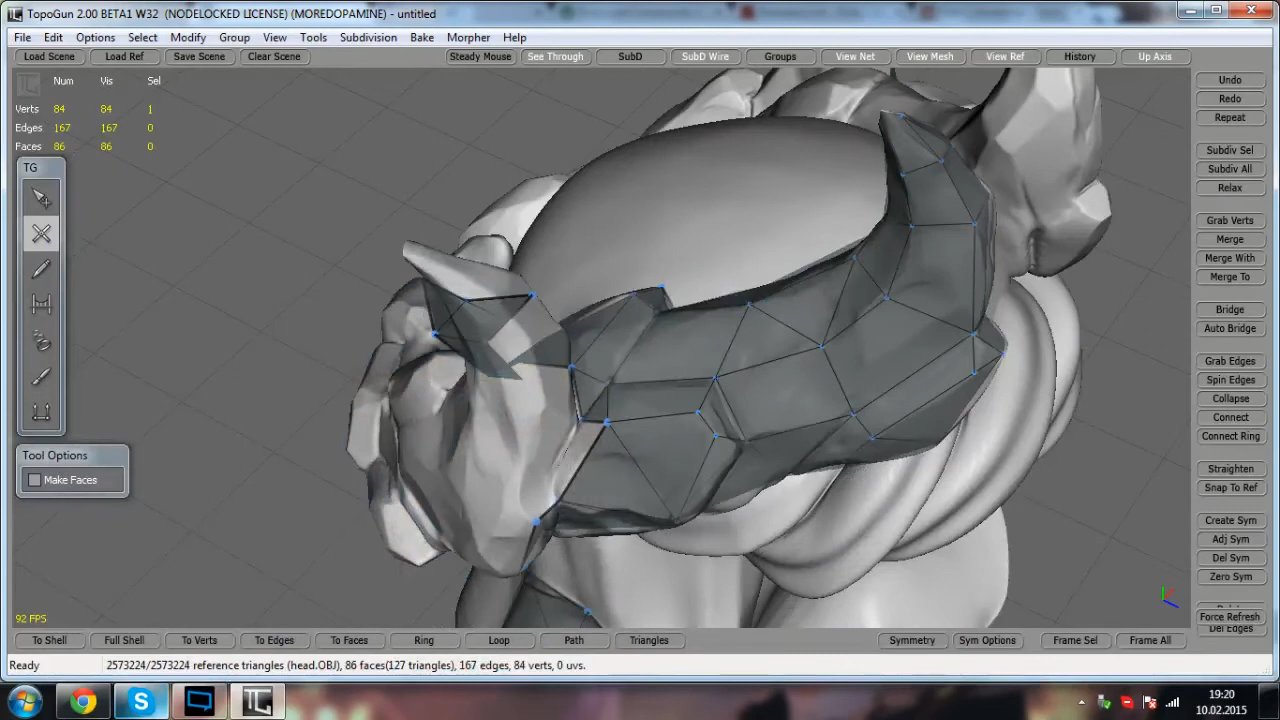 TopoGun 2.00 BETA1 W32 (NODELOCKED LICENSE) (MOREDOPAMINE) - untitled
File Edit Options Select Modify Group View Tools Subdivision Bake Morpher Help
Load Scene Load Ref Save Scene Clear Scene Steady Mouse See Through SubD SubD Wire Groups View Net View Mesh View Ref History Up Axis
Num Vis Sel
Verts 84 84 1
Edges 167 167 0
Faces 86 86 0
TG
Tool Options
Make Faces
92 FPS
Undo
Redo
Repeat
Subdiv Sel
Subdiv All
Relax
Grab Verts
Merge
Merge With
Merge To
Bridge
Auto Bridge
Grab Edges
Spin Edges
Collapse
Connect
Connect Ring
Straighten
Snap To Ref
Create Sym
Adj Sym
Del Sym
Zero Sym
Force Refresh
Del Edges
To Shell Full Shell To Verts To Edges To Faces Ring Loop Path Triangles Symmetry Sym Options Frame Sel Frame All
Ready 2573224/2573224 reference triangles (head.OBJ), 86 faces(127 triangles), 167 edges, 84 verts, 0 uvs.
19:20
10.02.2015